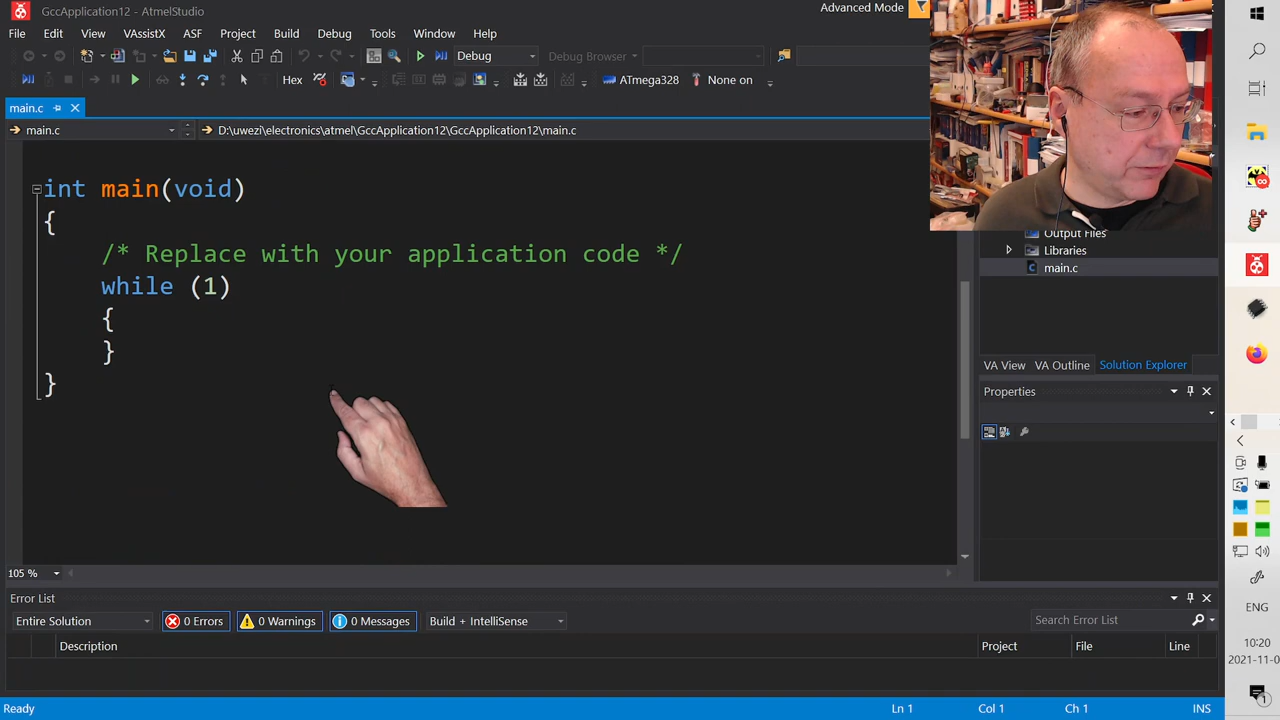 GccApplication12 - AtmelStudio
Advanced Mode
File Edit View VAssistX ASF Project Build Debug Tools Window Help
Debug Debug Browser
Hex ATmega328 None on
main.c
main.c D:\uwezi\electronics\atmel\GccApplication12\GccApplication12\main.c
int main(void)
{
/* Replace with your application code */
while (1)
{
}
}
105 %
Output Files
Libraries
main.c
VA View VA Outline Solution Explorer
Properties
Error List
Entire Solution 0 Errors 0 Warnings 0 Messages Build + IntelliSense Search Error List
Description Project File Line
Ready Ln 1 Col 1 Ch 1 INS
ENG
10:20
2021-11-0
1